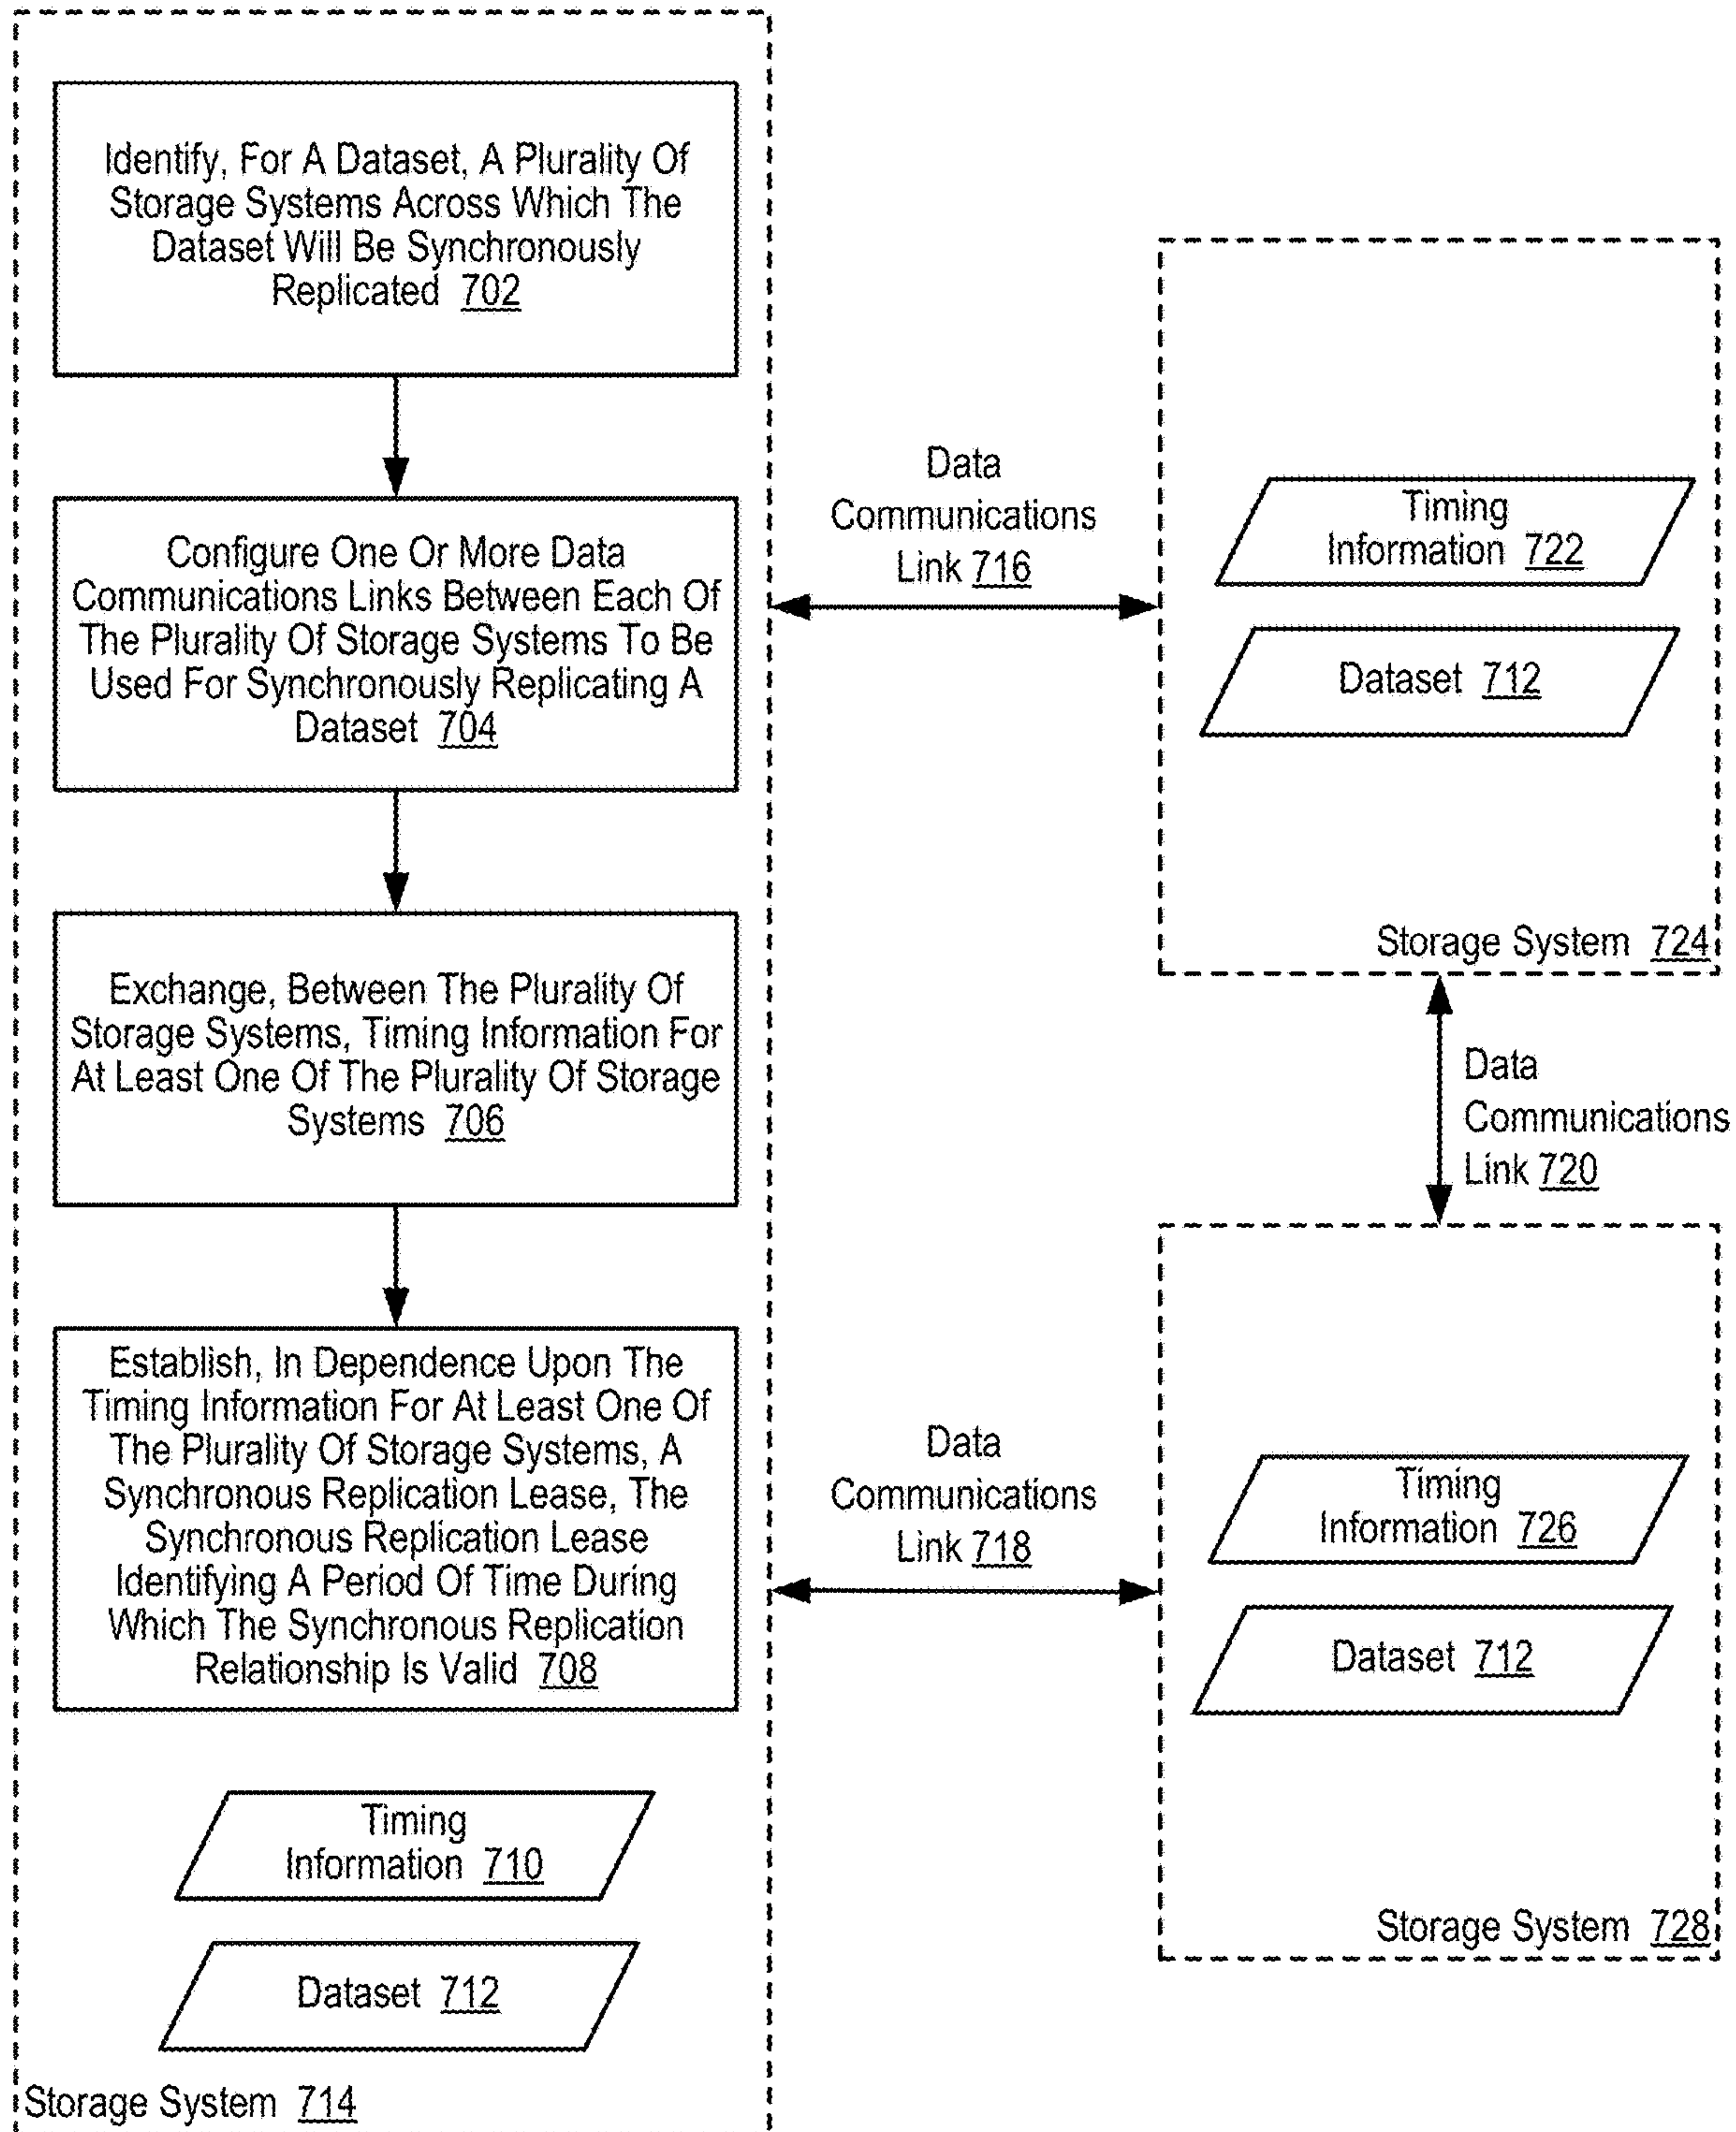 Identify, For A Dataset, A Plurality Of
Storage Systems Across Which The
Dataset Will Be Synchronously
Replicated 702
Configure One Or More Data
Communications Links Between Each Of
The Plurality Of Storage Systems To Be
Used For Synchronously Replicating A
Dataset 704
Exchange, Between The Plurality Of
Storage Systems, Timing Information For
At Least One Of The Plurality Of Storage
Systems 706
Establish, In Dependence Upon The
Timing Information For At Least One Of
The Plurality Of Storage Systems, A
Synchronous Replication Lease, The
Synchronous Replication Lease
Identifying A Period Of Time During
Which The Synchronous Replication
Relationship Is Valid 708
Timing
Information 710
Dataset 712
Storage System 714
Data
Communications
Link 716
Data
Communications
Link 718
Timing
Information 722
Dataset 712
Storage System 724
Data
Communications
Link 720
Timing
Information 726
Dataset 712
Storage System 728